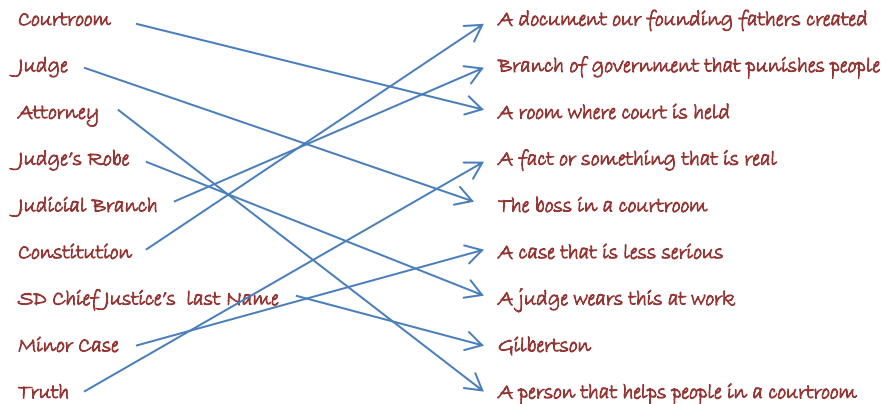 Courtroom
A document our founding fathers created
Judge
Branch of government that punishes people
Attorney
A room where court is held
Judge's Robe
A fact or something that is real
Judicial Branch
The boss in a courtroom
Constitution
A case that is less serious
SD Chief Justice's last Name
A judge wears this at work
Minor Case
Gilbertson
Truth
A person that helps people in a courtroom